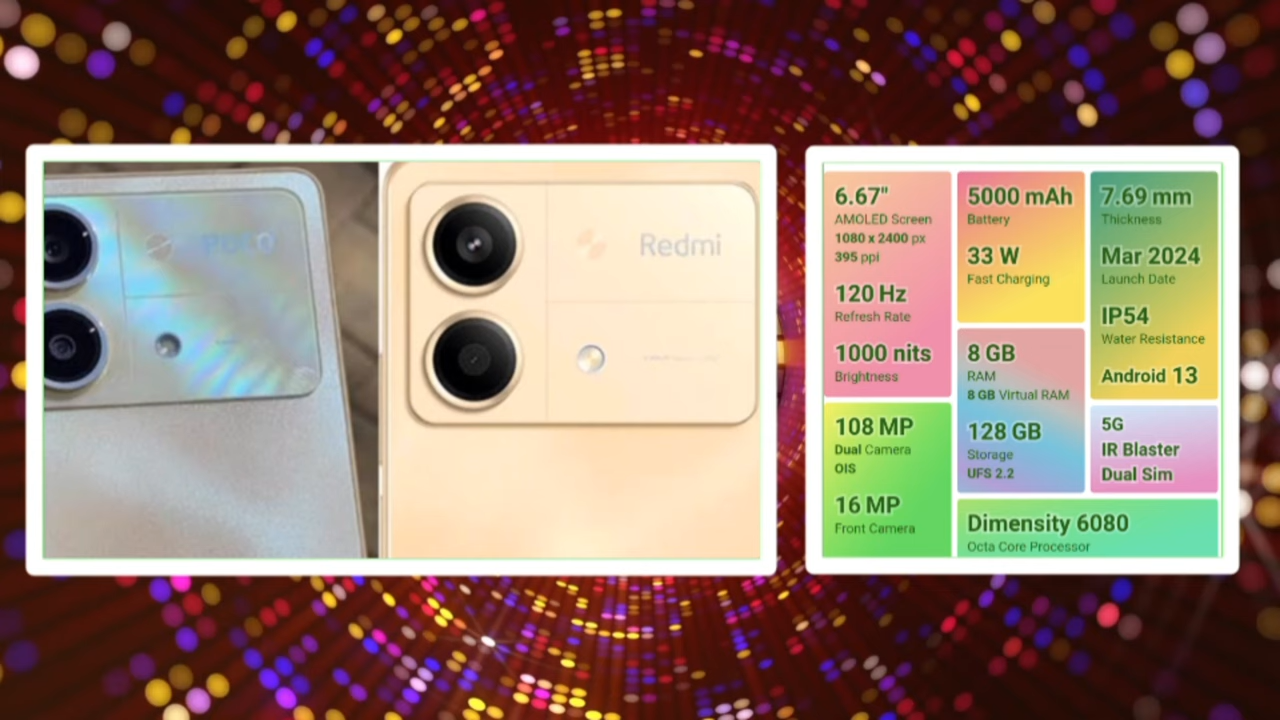 POCO
Redmi
6.67"
AMOLED Screen
1080 x 2400 px
395 ppi
120 Hz
Refresh Rate
1000 nits
Brightness
108 MP
Dual Camera
OIS
16 MP
Front Camera
5000 mAh
Battery
33 W
Fast Charging
8 GB
RAM
8 GB Virtual RAM
128 GB
Storage
UFS 2.2
7.69 mm
Thickness
Mar 2024
Launch Date
IP54
Water Resistance
Android 13
5G
IR Blaster
Dual Sim
Dimensity 6080
Octa Core Processor